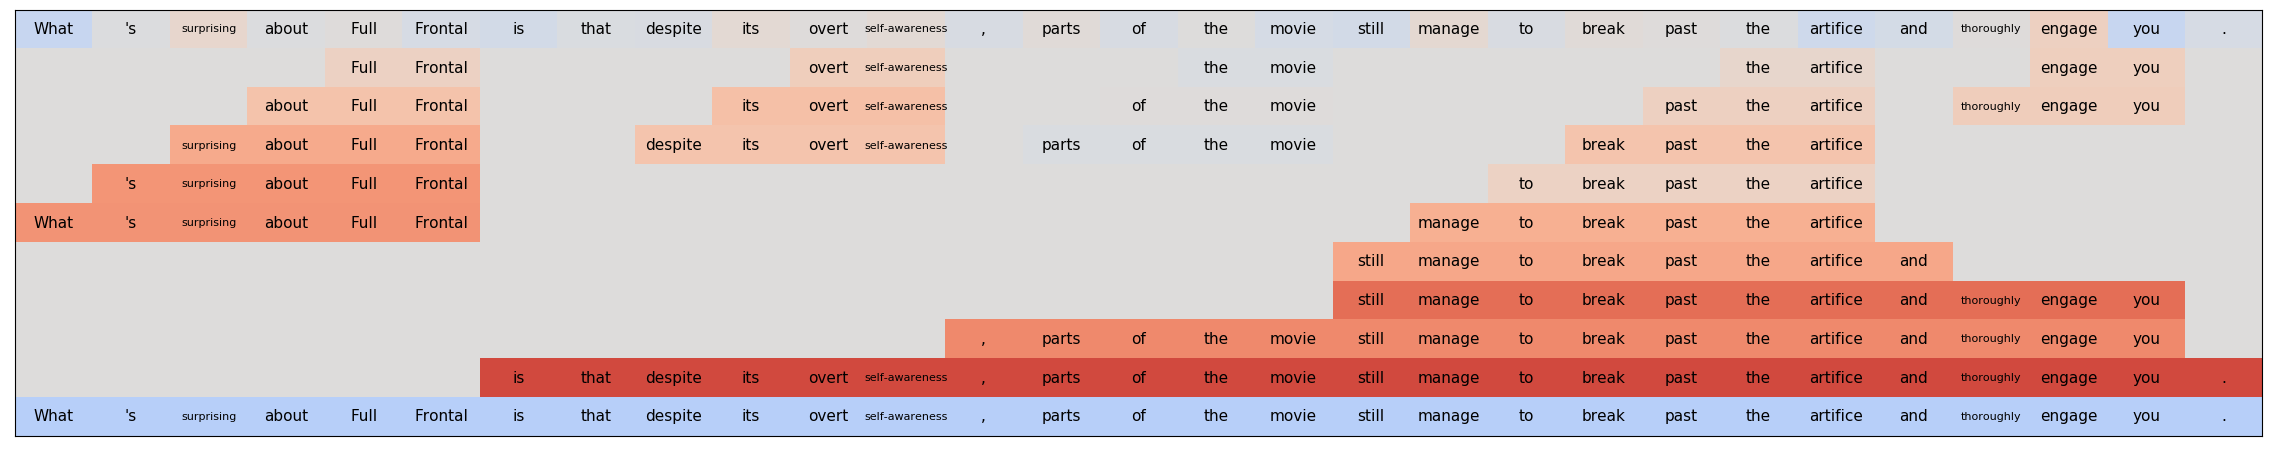 What 's surprising about Full Frontal is that despite its overt self-awareness , parts of the movie still manage to break past the artifice and thoroughly engage you .
Full Frontal overt self-awareness the movie the artifice engage you
about Full Frontal its overt self-awareness of the movie past the artifice thoroughly engage you
surprising about Full Frontal despite its overt self-awareness parts of the movie break past the artifice
's surprising about Full Frontal to break past the artifice
What 's surprising about Full Frontal manage to break past the artifice
still manage to break past the artifice and
still manage to break past the artifice and thoroughly engage you
, parts of the movie still manage to break past the artifice and thoroughly engage you
is that despite its overt self-awareness , parts of the movie still manage to break past the artifice and thoroughly engage you .
What 's surprising about Full Frontal is that despite its overt self-awareness , parts of the movie still manage to break past the artifice and thoroughly engage you .